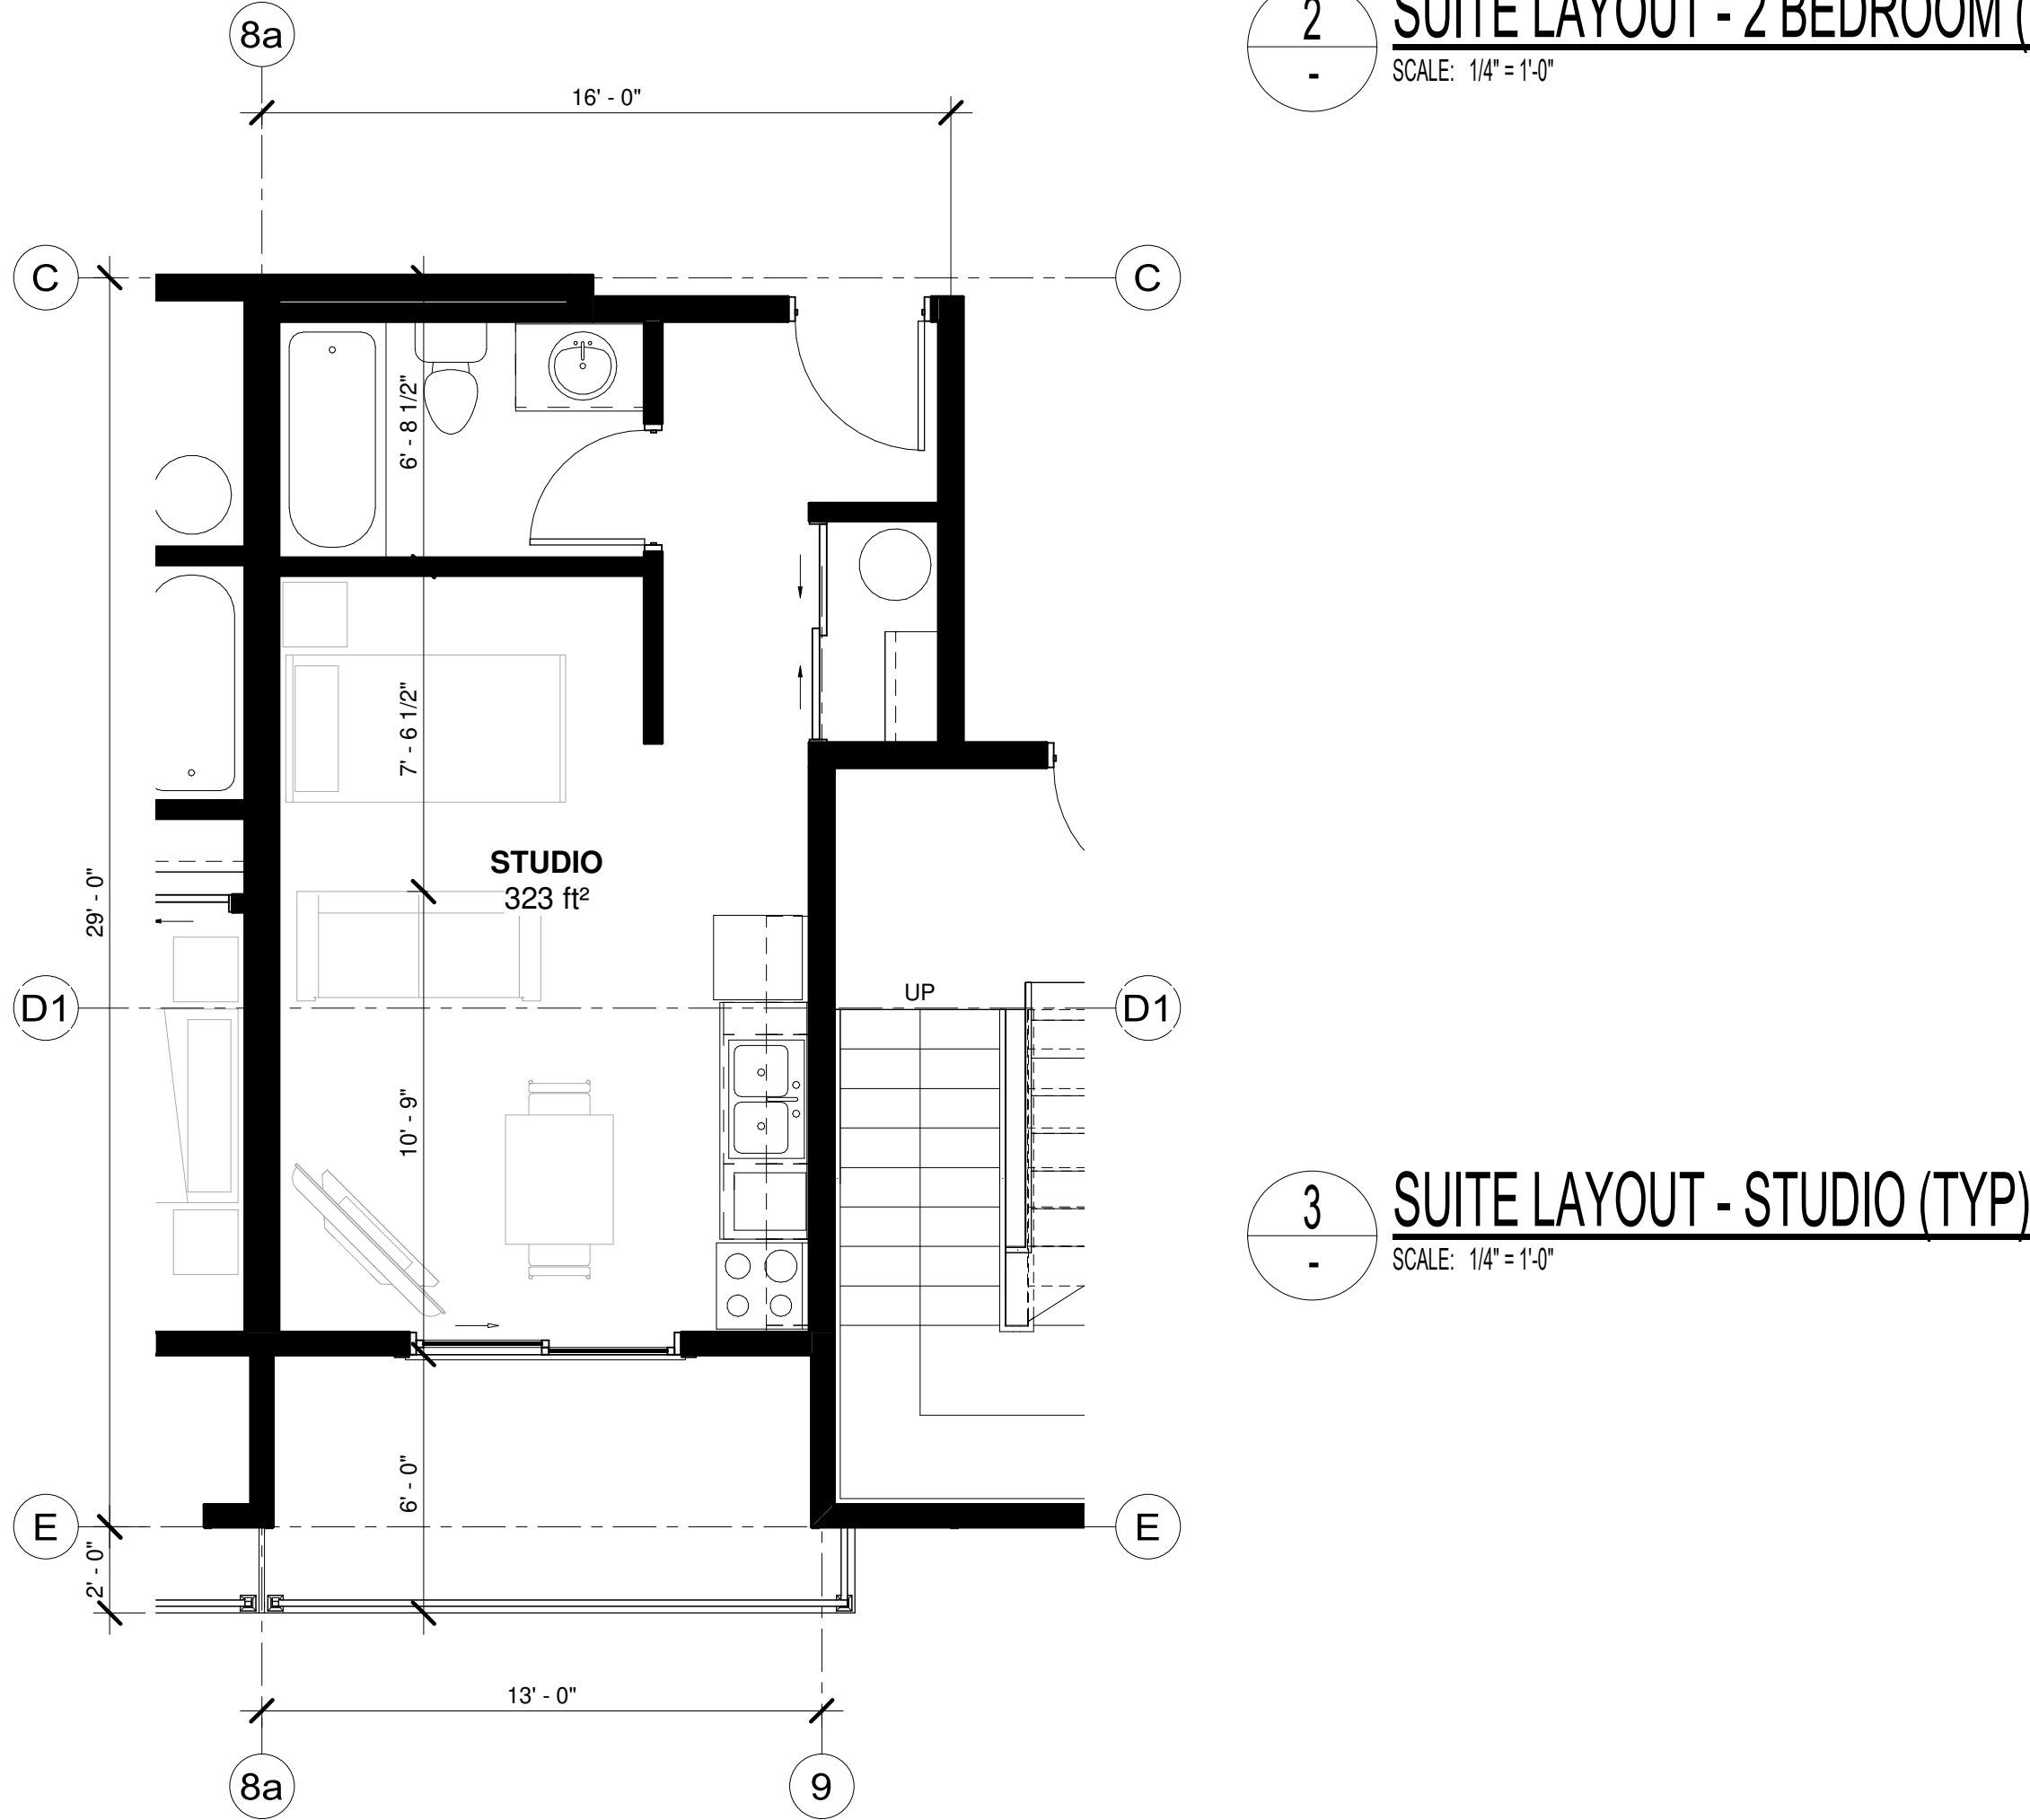 8a
2
SUITE LAYOUT - 2 BEDROOM (
-
SCALE: 1/4" = 1'-0"
16' - 0"
C
C
6' - 8 1/2"
7' - 6 1/2"
STUDIO
323 ft²
29' - 0"
D1
UP
D1
10' - 9"
3
SUITE LAYOUT - STUDIO (TYP)
-
SCALE: 1/4" = 1'-0"
6' - 0"
E
E
2' - 0"
13' - 0"
8a
9